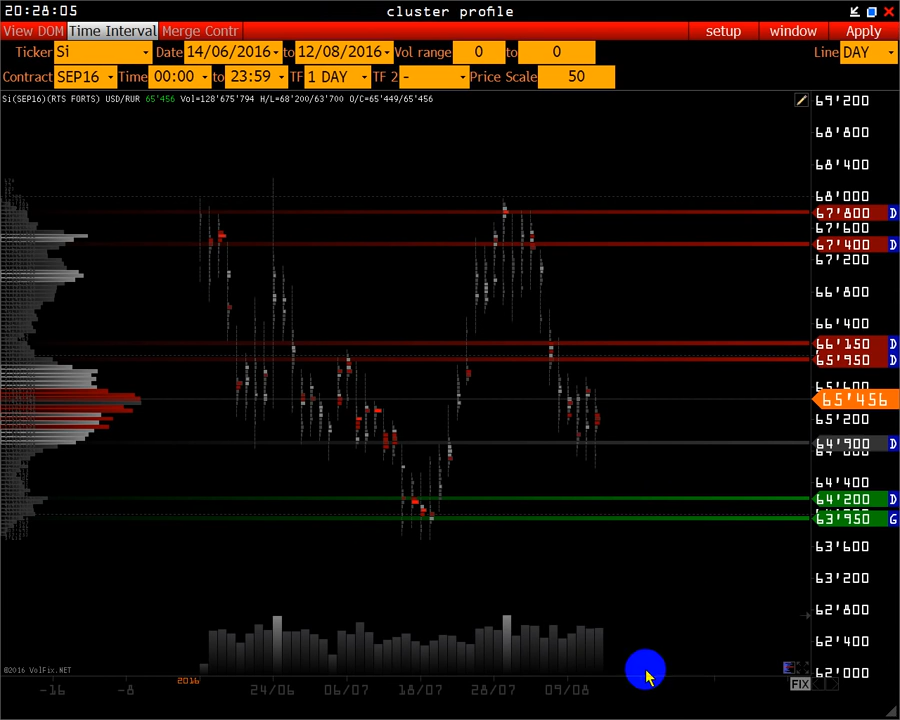 20:28:05 cluster profile
View DOM Time Interval Merge Contr setup window Apply
Ticker Si Date 14/06/2016 to 12/08/2016 Vol range 0 to 0 Line DAY
Contract SEP16 Time 00:00 to 23:59 TF 1 DAY TF 2 - Price Scale 50
Si(SEP16)(RTS FORTS) USD/RUR 65'456 Vol=128'675'794 H/L=68'200/63'700 O/C=65'449/65'456
69'200
68'800
68'400
68'000
67'800 D
67'600
67'400 D
67'200
66'800
66'400
66'150 D
65'950 D
65'600
65'456
65'200
64'900 D
64'400
64'200 D
63'950 G
63'600
63'200
62'800
62'400
62'000
©2016 VolFix.NET
-16 -8 2016 24/06 06/07 18/07 28/07 09/08 FIX